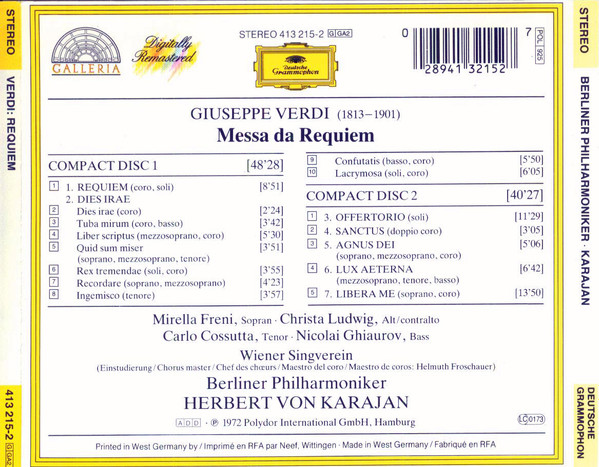 STEREO 413 215-2 G GA2
GALLERIA
Digitally
Remastered
Deutsche
Grammophon
0 28941 32152 7
POL 925
GIUSEPPE VERDI (1813–1901)
Messa da Requiem
COMPACT DISC 1 [48'28]
1 1. REQUIEM (coro, soli) [8'51]
2. DIES IRAE
2 Dies irae (coro) [2'24]
3 Tuba mirum (coro, basso) [3'42]
4 Liber scriptus (mezzosoprano, coro) [5'30]
5 Quid sum miser [3'51]
(soprano, mezzosoprano, tenore)
6 Rex tremendae (soli, coro) [3'55]
7 Recordare (soprano, mezzosoprano) [4'23]
8 Ingemisco (tenore) [3'57]
9 Confutatis (basso, coro) [5'50]
10 Lacrymosa (soli, coro) [6'05]
COMPACT DISC 2 [40'27]
1 3. OFFERTORIO (soli) [11'29]
2 4. SANCTUS (doppio coro) [3'05]
3 5. AGNUS DEI [5'06]
(soprano, mezzosoprano, coro)
4 6. LUX AETERNA [6'42]
(mezzosoprano, tenore, basso)
5 7. LIBERA ME (soprano, coro) [13'50]
Mirella Freni, Sopran · Christa Ludwig, Alt/contralto
Carlo Cossutta, Tenor · Nicolai Ghiaurov, Bass
Wiener Singverein
(Einstudierung / Chorus master / Chef des chœurs / Maestro del coro / Maestro de coros: Helmuth Froschauer)
Berliner Philharmoniker
HERBERT VON KARAJAN
ADD · ℗ 1972 Polydor International GmbH, Hamburg
LC 0173
Printed in West Germany by / Imprimé en RFA par Neef, Wittingen · Made in West Germany / Fabriqué en RFA
STEREO VERDI: REQUIEM 413 215-2 G GA2
STEREO BERLINER PHILHARMONIKER · KARAJAN DEUTSCHE
GRAMMOPHON